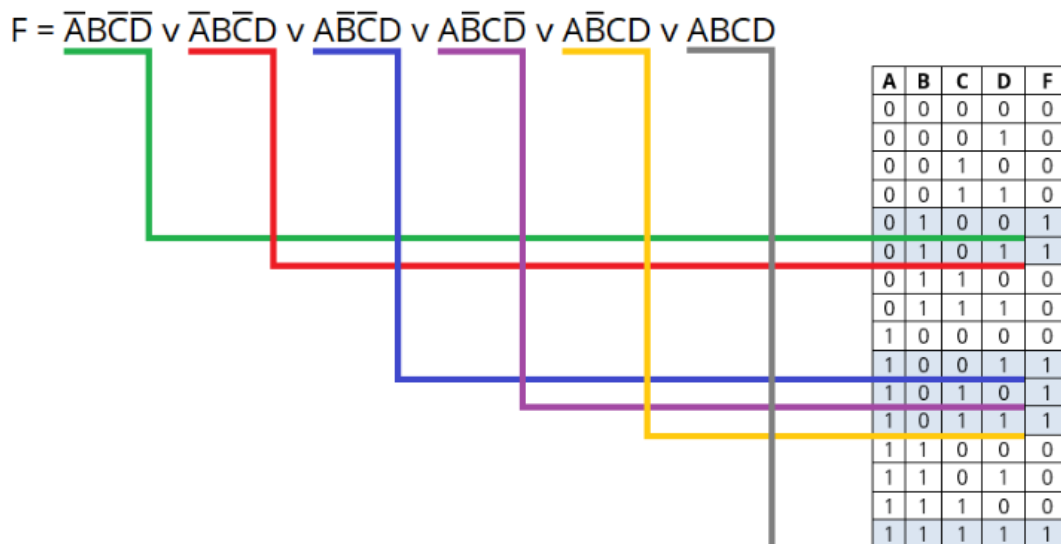 F = A̅BC̅D̅ v A̅BC̅D v AB̅C̅D v AB̅CD̅ v AB̅CD v ABCD
A B C D F
0 0 0 0 0
0 0 0 1 0
0 0 1 0 0
0 0 1 1 0
0 1 0 0 1
0 1 0 1 1
0 1 1 0 0
0 1 1 1 0
1 0 0 0 0
1 0 0 1 1
1 0 1 0 1
1 0 1 1 1
1 1 0 0 0
1 1 0 1 0
1 1 1 0 0
1 1 1 1 1